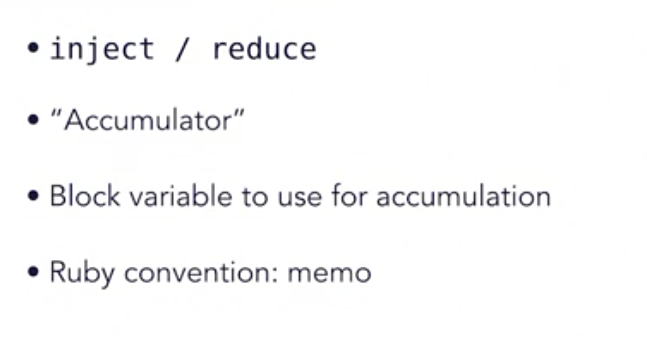 • inject / reduce
• “Accumulator”
• Block variable to use for accumulation
• Ruby convention: memo